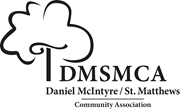 DMSMCA
Daniel McIntyre / St. Matthews
Community Association